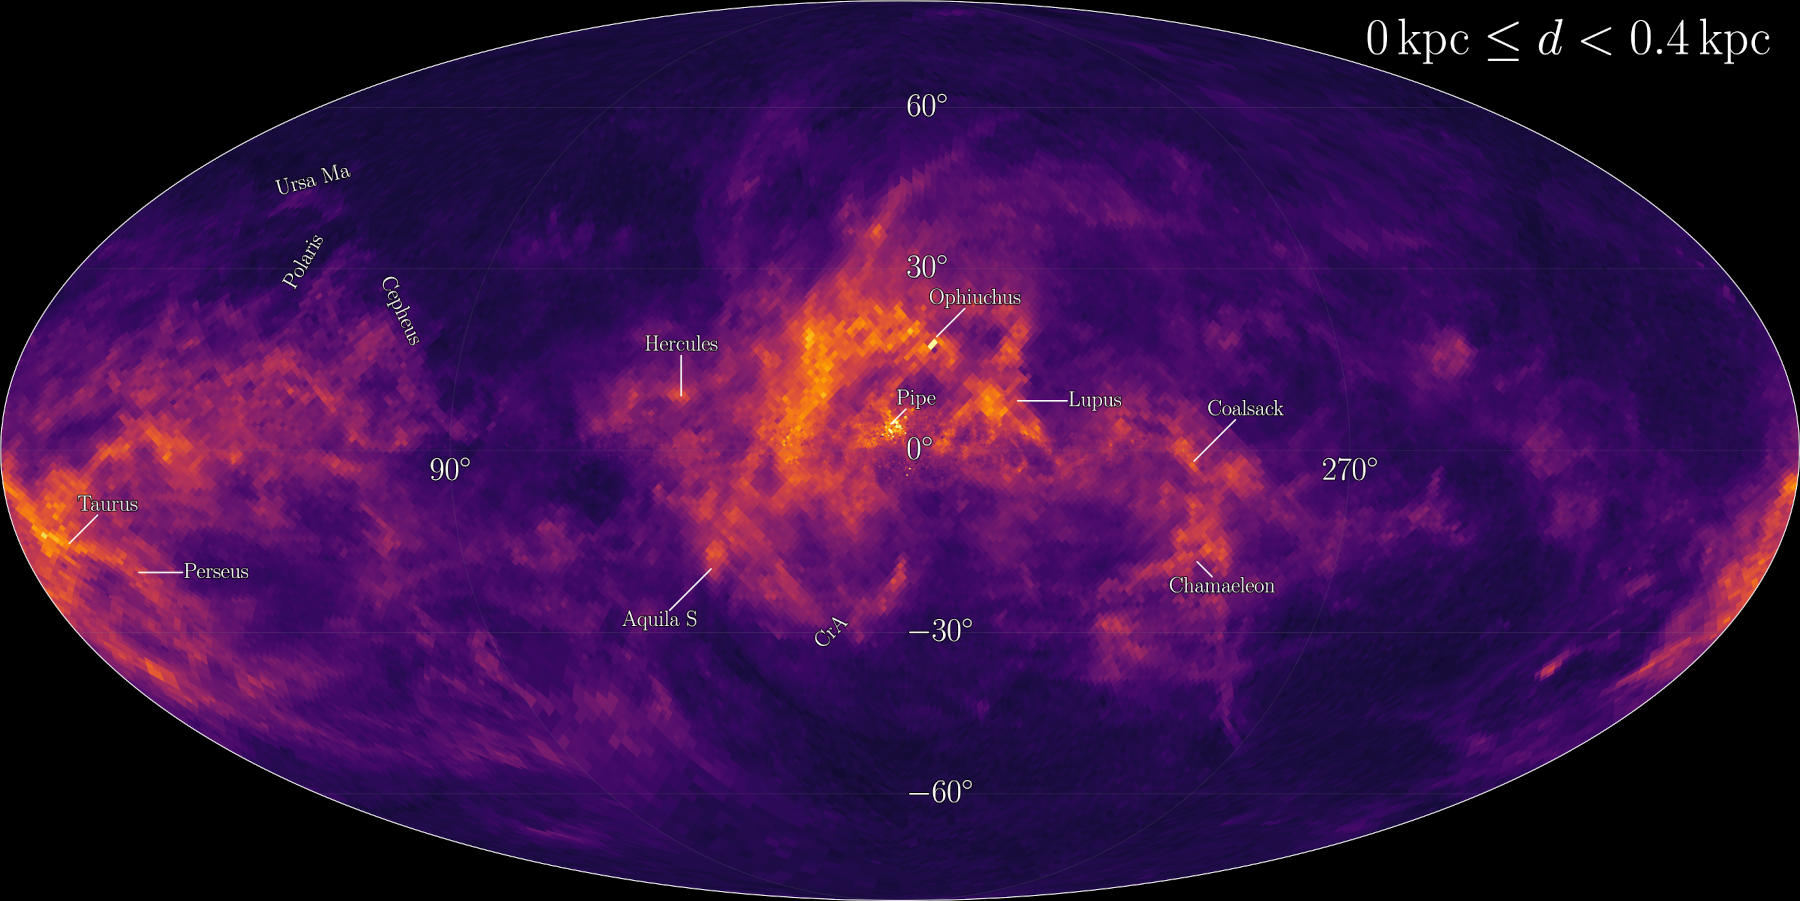 0 kpc ≤ d < 0.4 kpc
60°
Ursa Ma
Polaris
30°
Cepheus
Ophiuchus
Hercules
Pipe
Lupus
Coalsack
0°
90°
270°
Taurus
Perseus
Chamaeleon
Aquila S
CrA
−30°
−60°